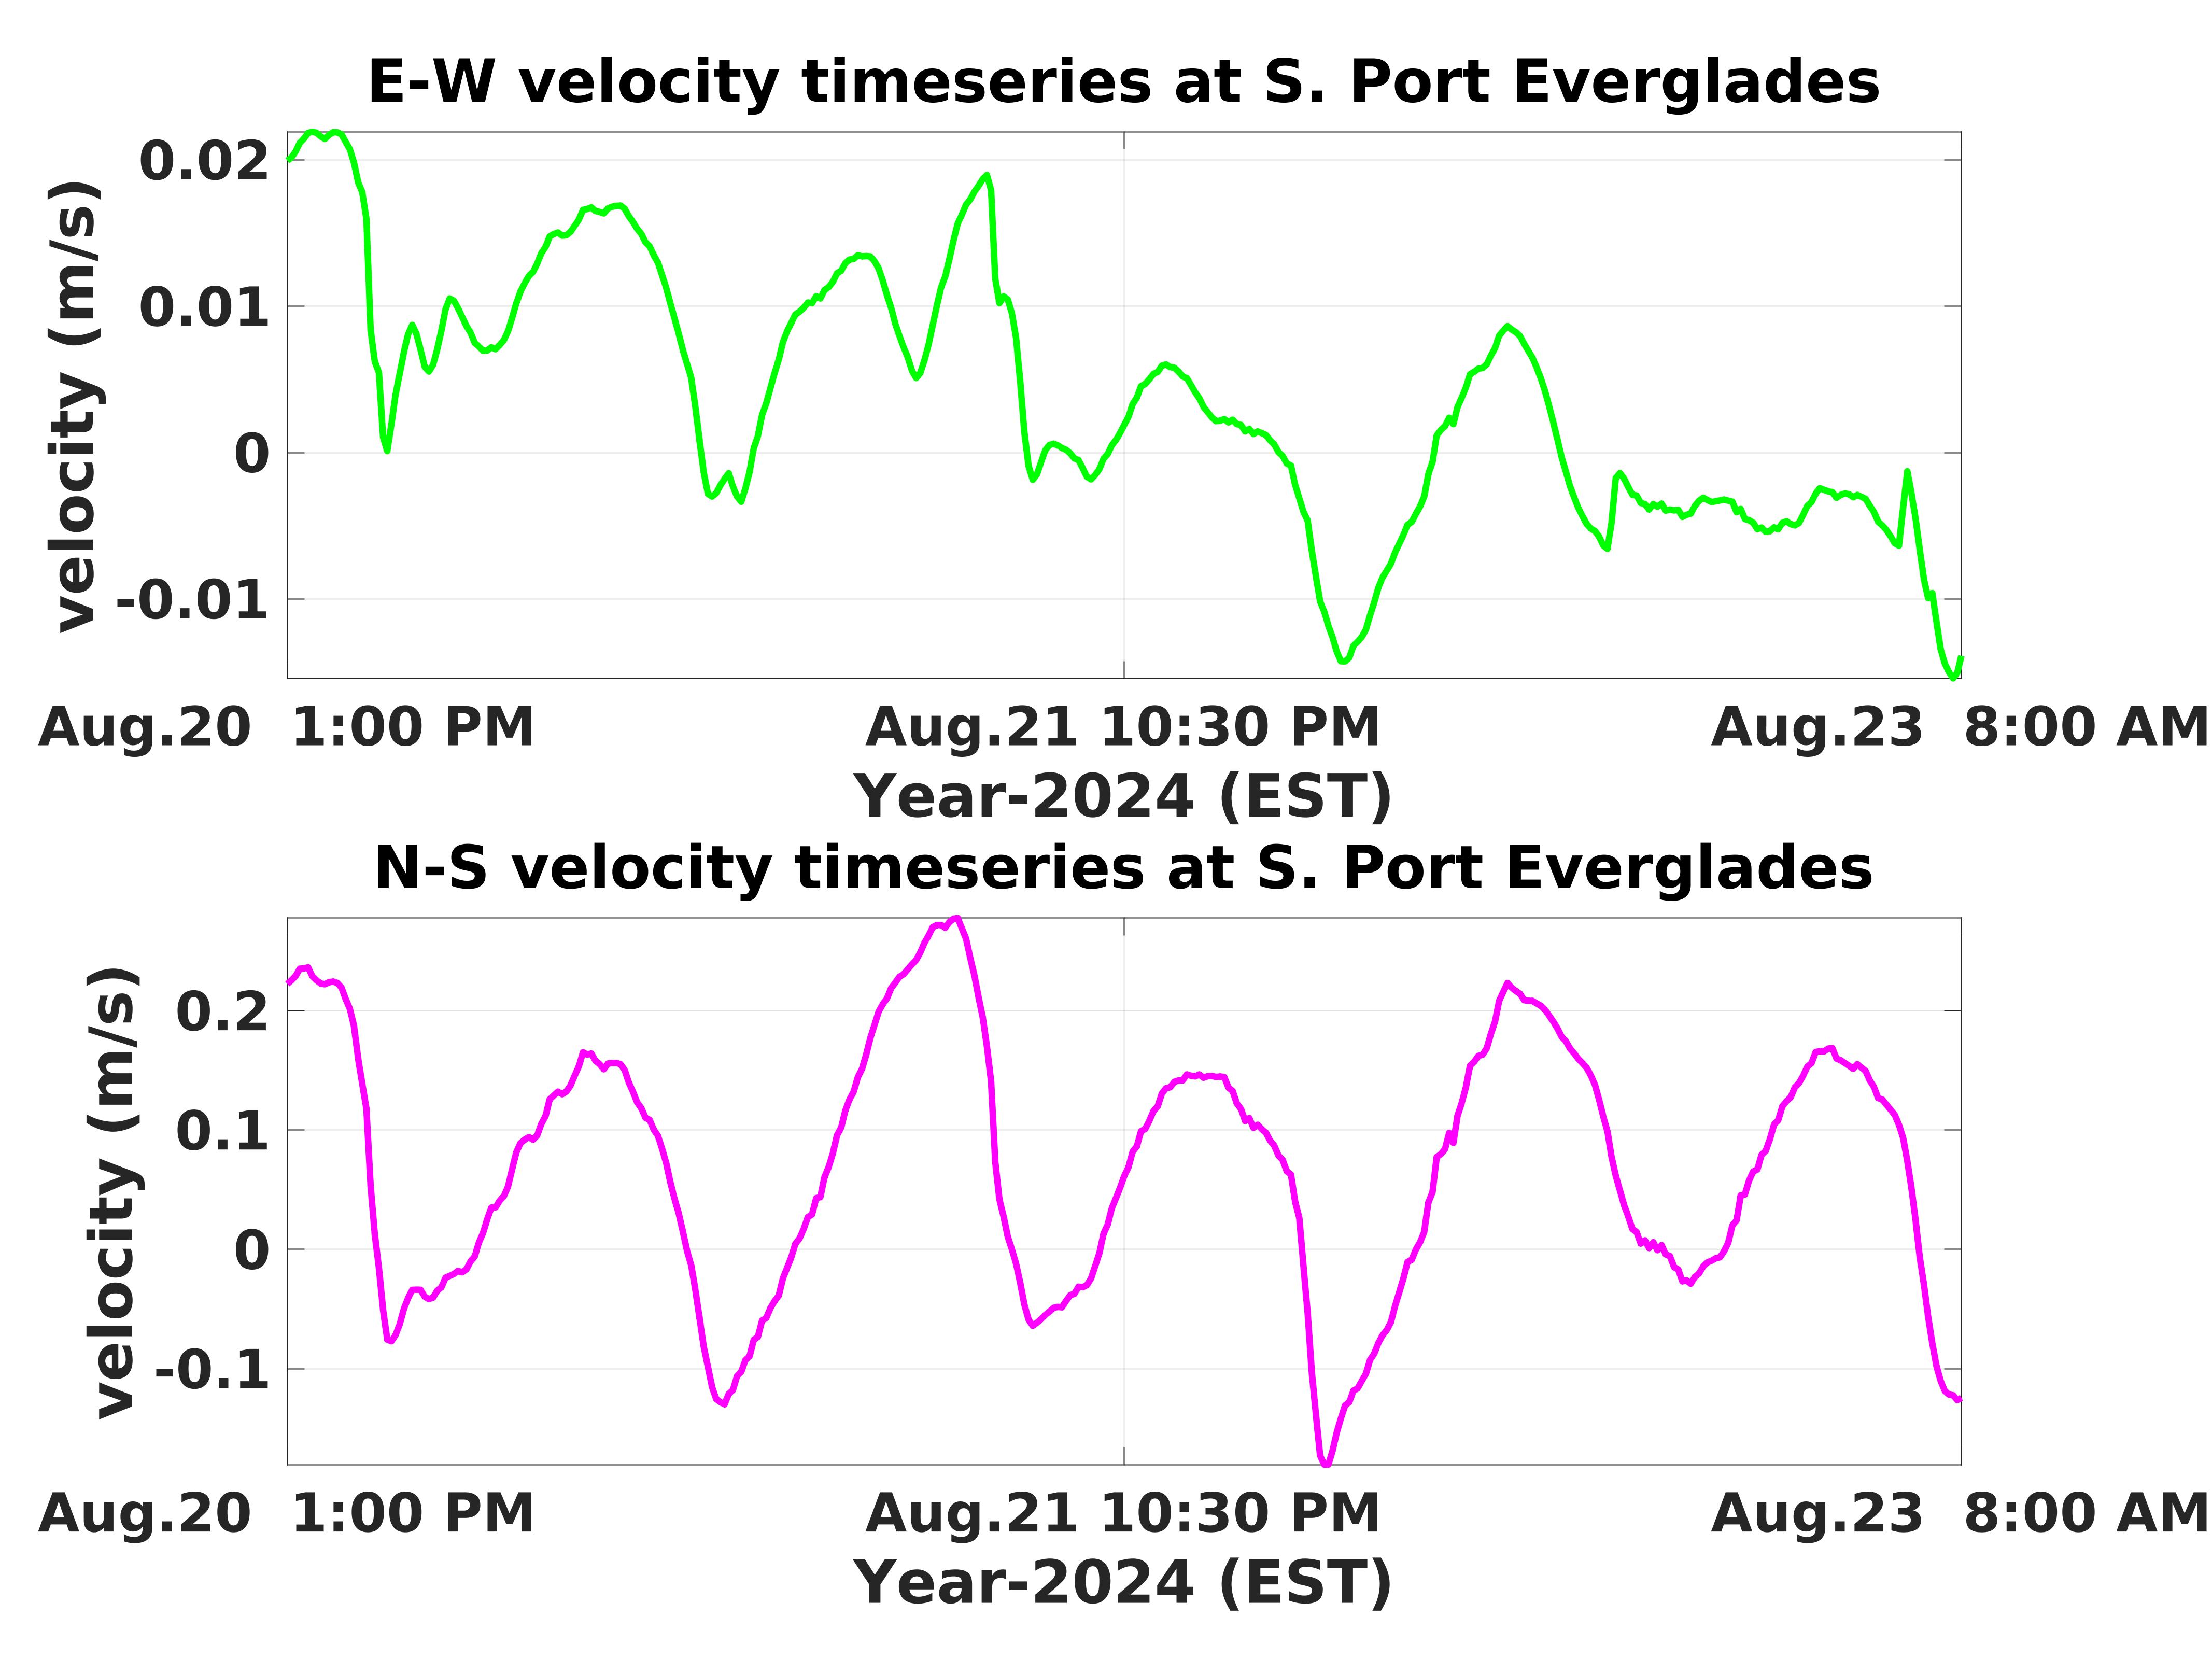 E-W velocity timeseries at S. Port Everglades
velocity (m/s)
0.02
0.01
0
-0.01
Aug.20 1:00 PM Aug.21 10:30 PM Aug.23 8:00 AM
Year-2024 (EST)
N-S velocity timeseries at S. Port Everglades
velocity (m/s)
0.2
0.1
0
-0.1
Aug.20 1:00 PM Aug.21 10:30 PM Aug.23 8:00 AM
Year-2024 (EST)